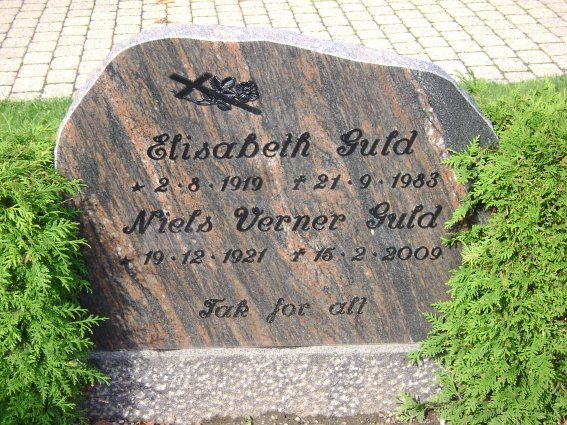 Elisabeth Guld
★ 2·8·1919 † 21·9·1983
Niels Verner Guld
★ 19·12·1921 † 15·2·2009
Tak for alt